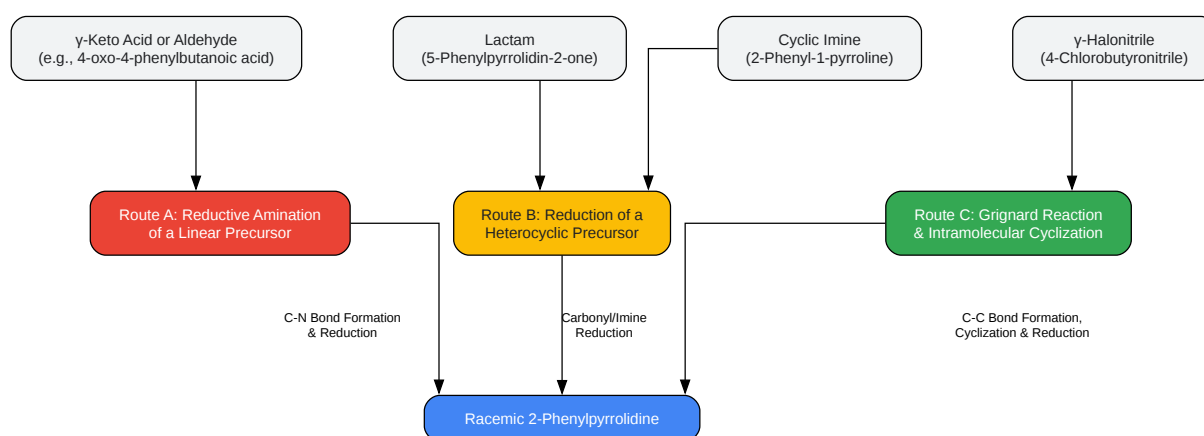 γ-Keto Acid or Aldehyde
(e.g., 4-oxo-4-phenylbutanoic acid)
Lactam
(5-Phenylpyrrolidin-2-one)
Cyclic Imine
(2-Phenyl-1-pyrroline)
γ-Halonitrile
(4-Chlorobutyronitrile)
Route A: Reductive Amination
of a Linear Precursor
Route B: Reduction of a
Heterocyclic Precursor
Route C: Grignard Reaction
& Intramolecular Cyclization
C-N Bond Formation
& Reduction
Carbonyl/Imine
Reduction
C-C Bond Formation,
Cyclization & Reduction
Racemic 2-Phenylpyrrolidine